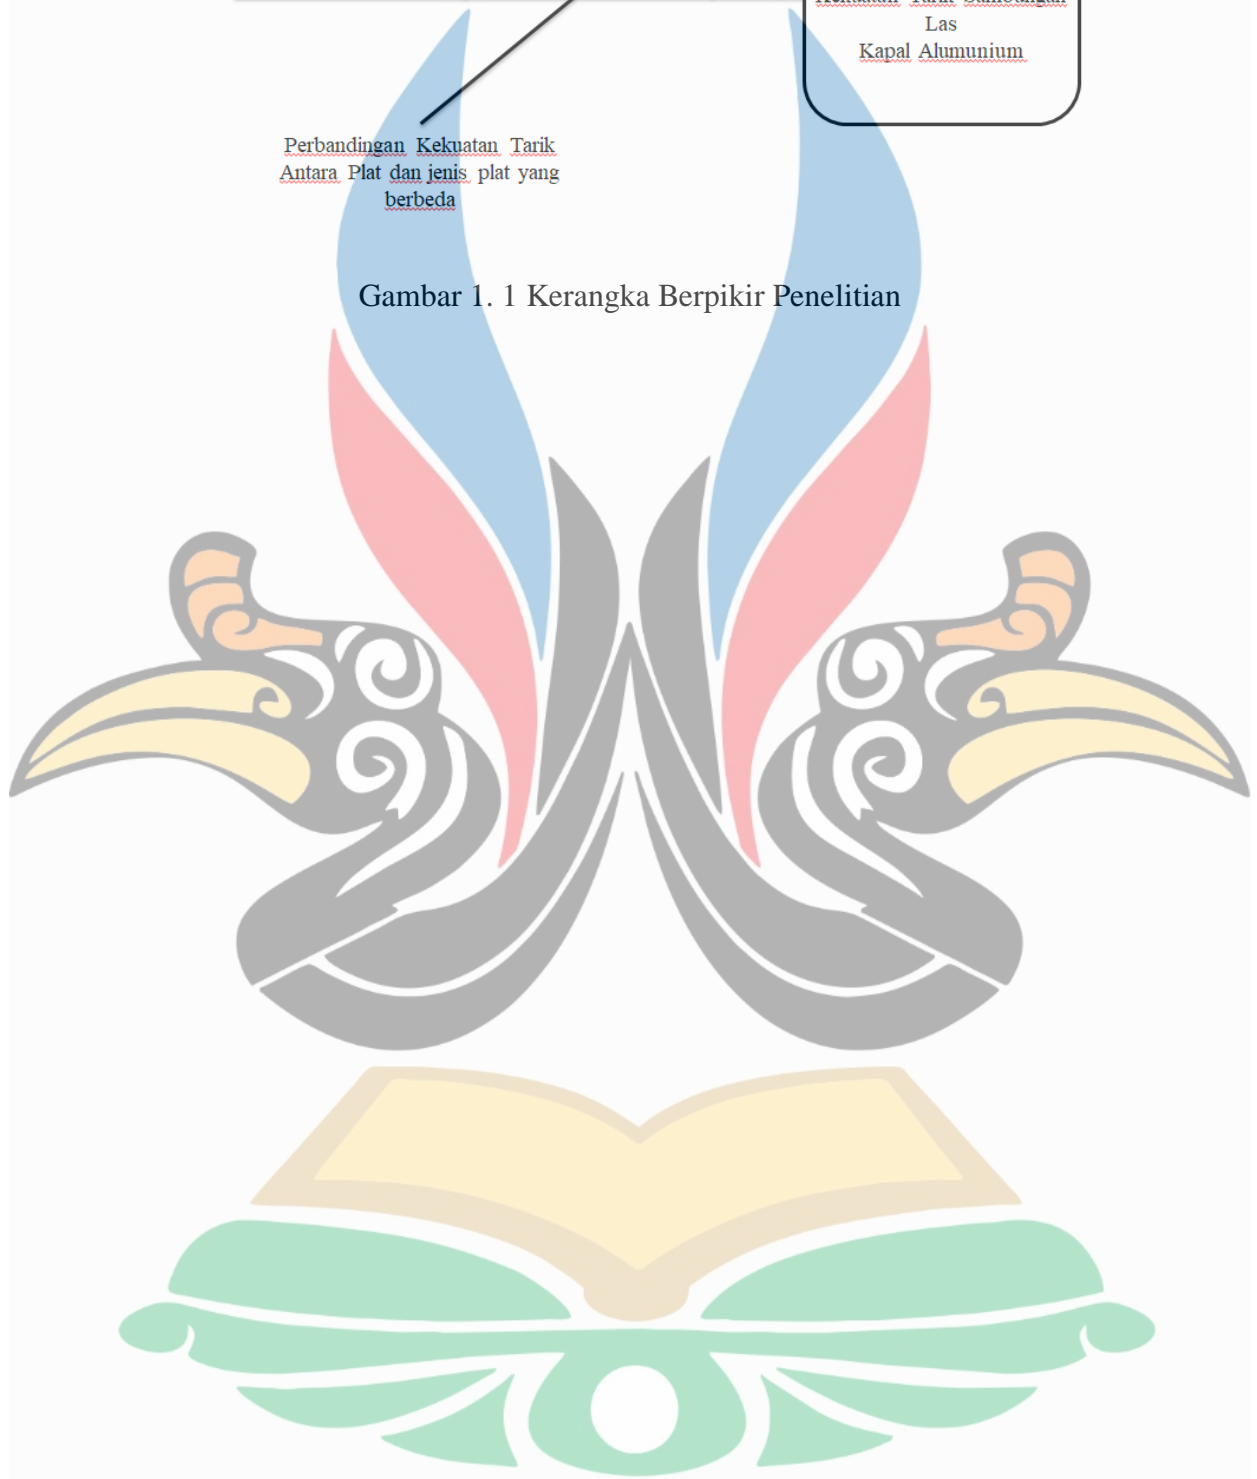 Las
Kapal Alumunium
Perbandingan Kekuatan Tarik
Antara Plat dan jenis plat yang
berbeda
Gambar 1. 1 Kerangka Berpikir Penelitian